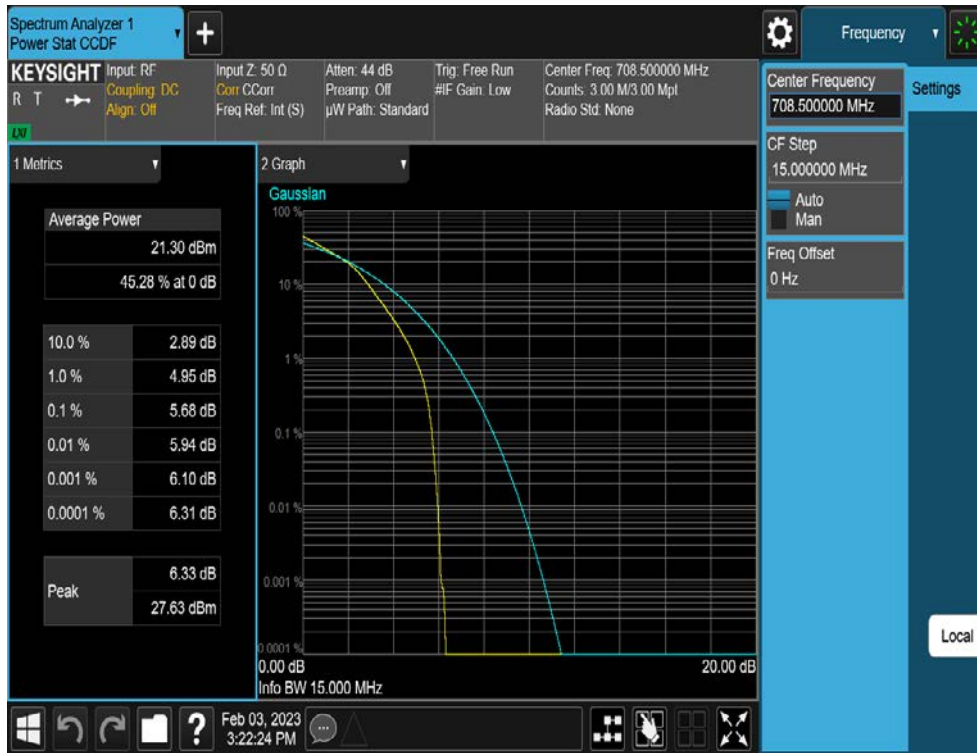 Spectrum Analyzer 1
Power Stat CCDF
+
Frequency
KEYSIGHT
R T
LXI
Input: RF
Coupling: DC
Align: Off
Input Z: 50 Ω
Corr CCorr
Freq Ref: Int (S)
Atten: 44 dB
Preamp: Off
µW Path: Standard
Trig: Free Run
#IF Gain: Low
Center Freq: 708.500000 MHz
Counts: 3.00 M/3.00 Mpt
Radio Std: None
Center Frequency
708.500000 MHz
Settings
CF Step
15.000000 MHz
Auto
Man
Freq Offset
0 Hz
Local
1 Metrics
Average Power
21.30 dBm
45.28 % at 0 dB
10.0 % 2.89 dB
1.0 % 4.95 dB
0.1 % 5.68 dB
0.01 % 5.94 dB
0.001 % 6.10 dB
0.0001 % 6.31 dB
Peak
6.33 dB
27.63 dBm
2 Graph
Gaussian
100 %
10 %
1 %
0.1 %
0.01 %
0.001 %
0.0001 %
0.00 dB 20.00 dB
Info BW 15.000 MHz
?
Feb 03, 2023
3:22:24 PM